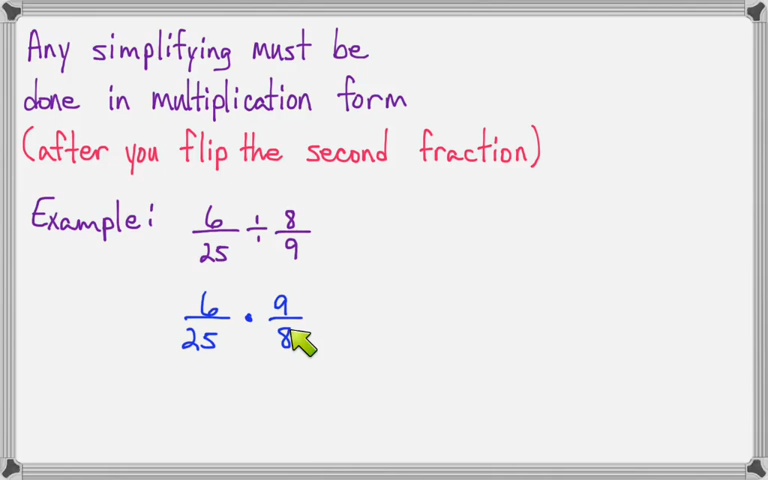 Any simplifying must be
done in multiplication form
(after you flip the second fraction)
Example: 6/25 ÷ 8/9
6/25 · 9/8